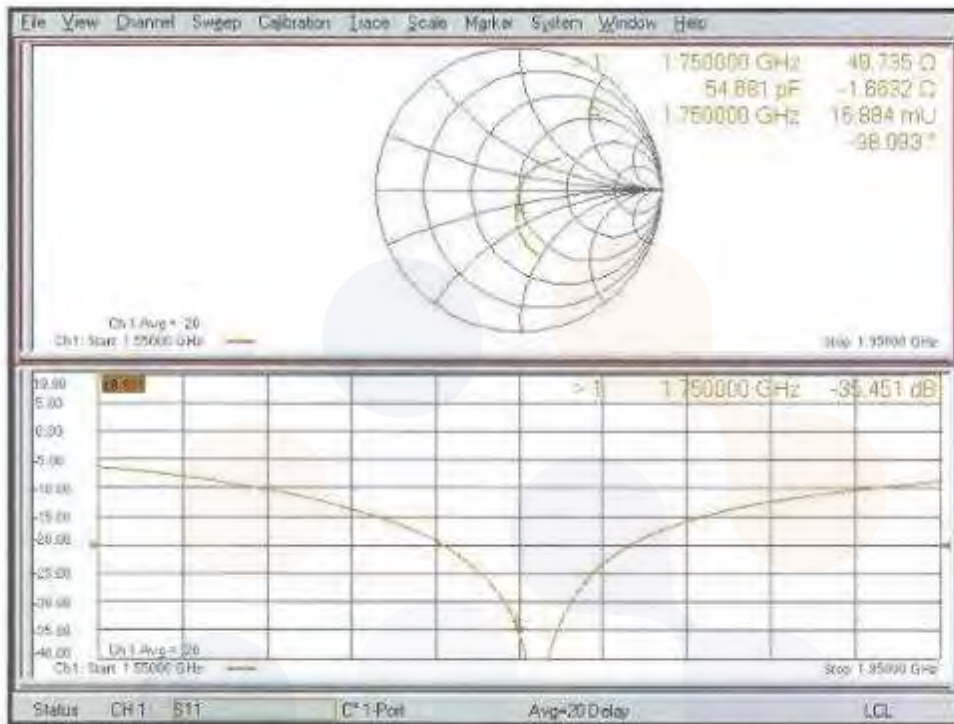 File View Channel Sweep Calibration Trace Scale Marker System Window Help
> 1 1.750000 GHz 49.735 Ω
54.681 pF -1.6632 Ω
1.750000 GHz 16.884 mU
-98.093 °
Ch 1 Avg = 20
Ch1: Start 1.55000 GHz
Stop 1.95000 GHz
> 1 1.750000 GHz -35.451 dB
5.00
0.00
-5.00
-10.00
-15.00
-20.00
-25.00
-30.00
-35.00
-40.00
Ch 1 Avg = 20
Ch1: Start 1.55000 GHz
Stop 1.95000 GHz
Status CH 1: S11 C* 1-Port Avg=20 Delay LCL